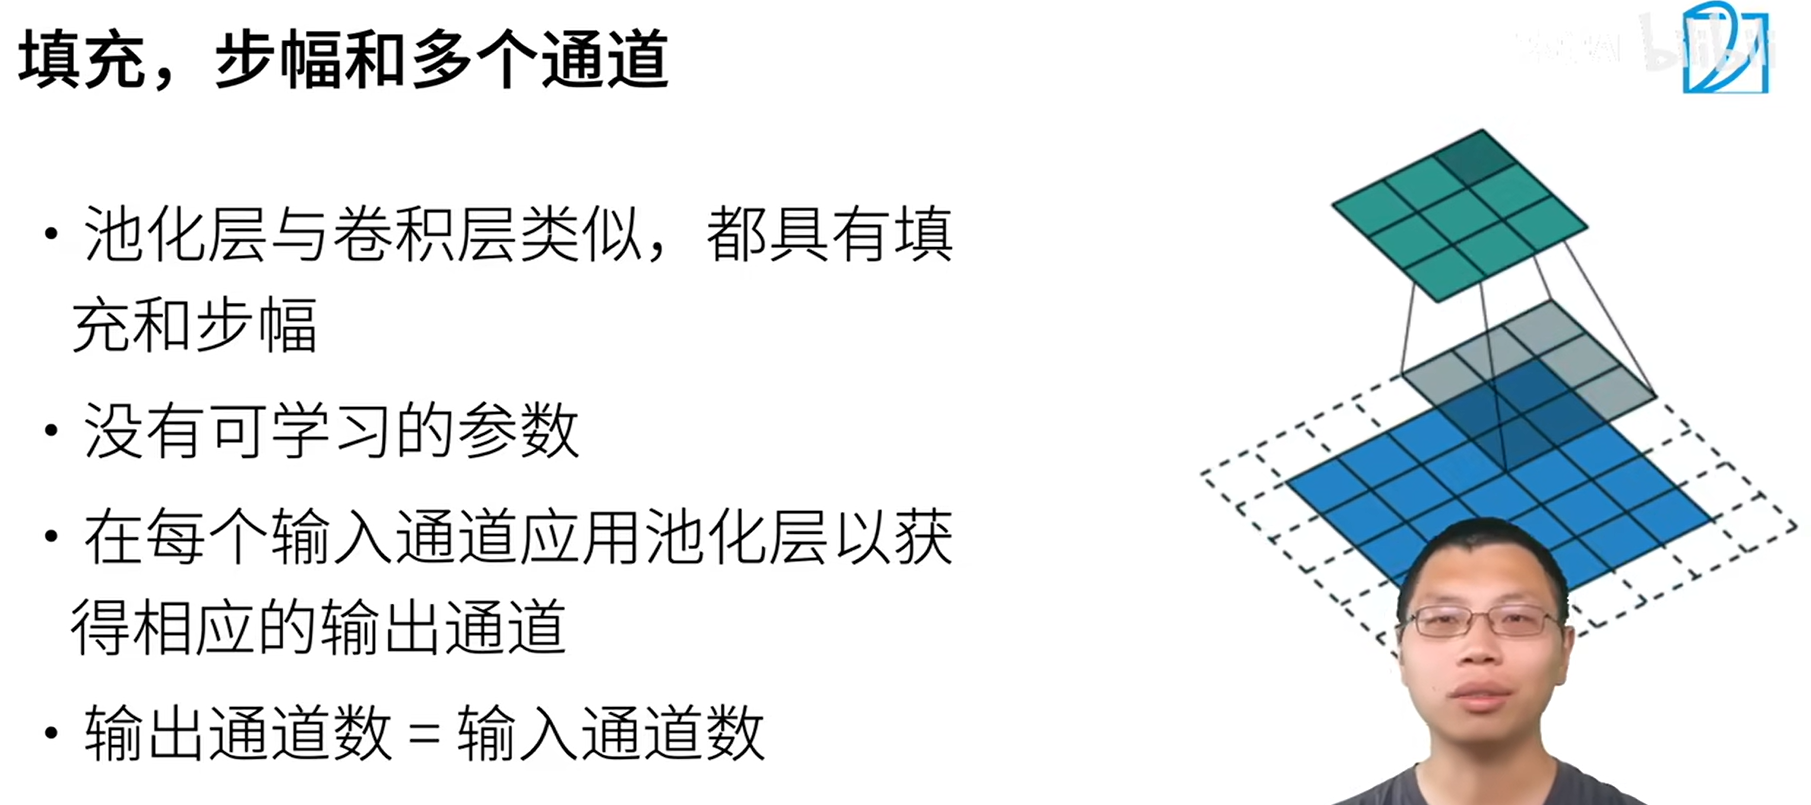 填充，步幅和多个通道
bilibili
• 池化层与卷积层类似，都具有填
充和步幅
• 没有可学习的参数
• 在每个输入通道应用池化层以获
得相应的输出通道
• 输出通道数 = 输入通道数